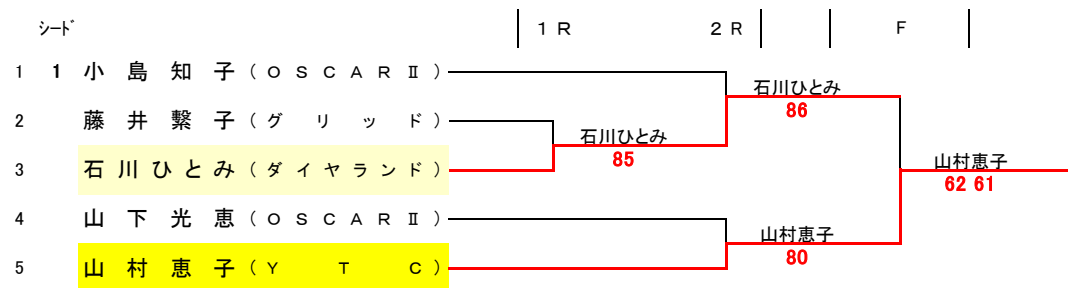 シード １Ｒ ２Ｒ Ｆ
1 1 小島知子(ＯＳＣＡＲⅡ)
石川ひとみ
86
2 藤井繋子(グリッド)
石川ひとみ
85
3 石川ひとみ(ダイヤランド)
山村恵子
62 61
4 山下光恵(ＯＳＣＡＲⅡ)
山村恵子
80
5 山村恵子(ＹＴＣ)